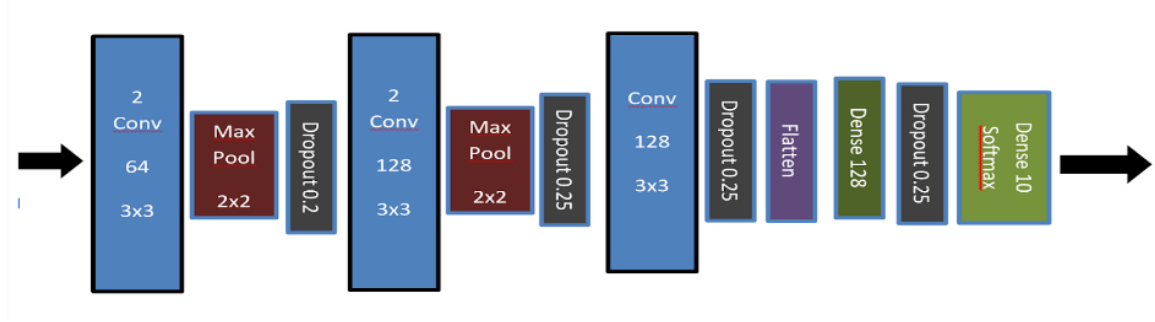 2
Conv
64
3x3
Max
Pool
2x2
Dropout 0.2
2
Conv
128
3x3
Max
Pool
2x2
Dropout 0.25
Conv
128
3x3
Dropout 0.25
Flatten
Dense 128
Dropout 0.25
Dense 10
Softmax